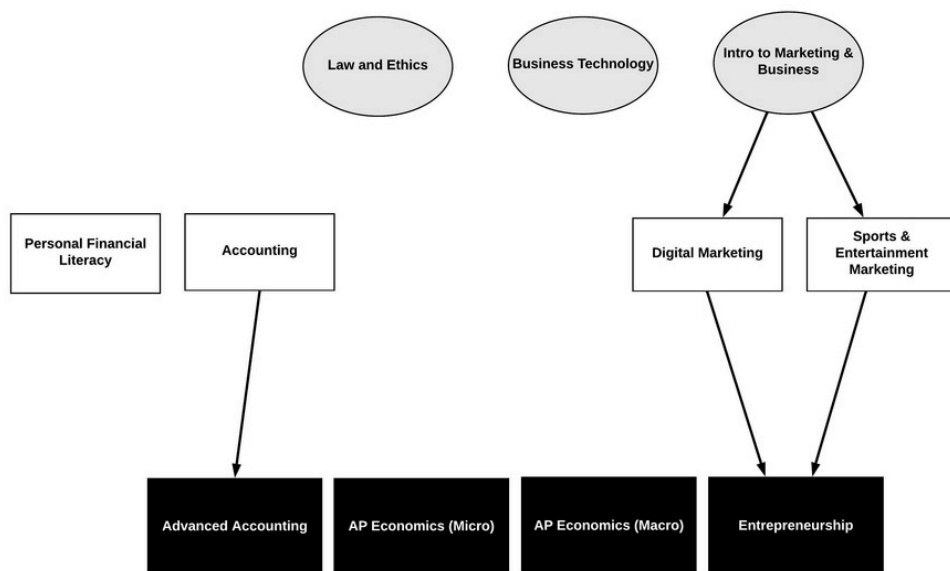 Law and Ethics
Business Technology
Intro to Marketing &
Business
Personal Financial
Literacy
Accounting
Digital Marketing
Sports &
Entertainment
Marketing
Advanced Accounting
AP Economics (Micro)
AP Economics (Macro)
Entrepreneurship